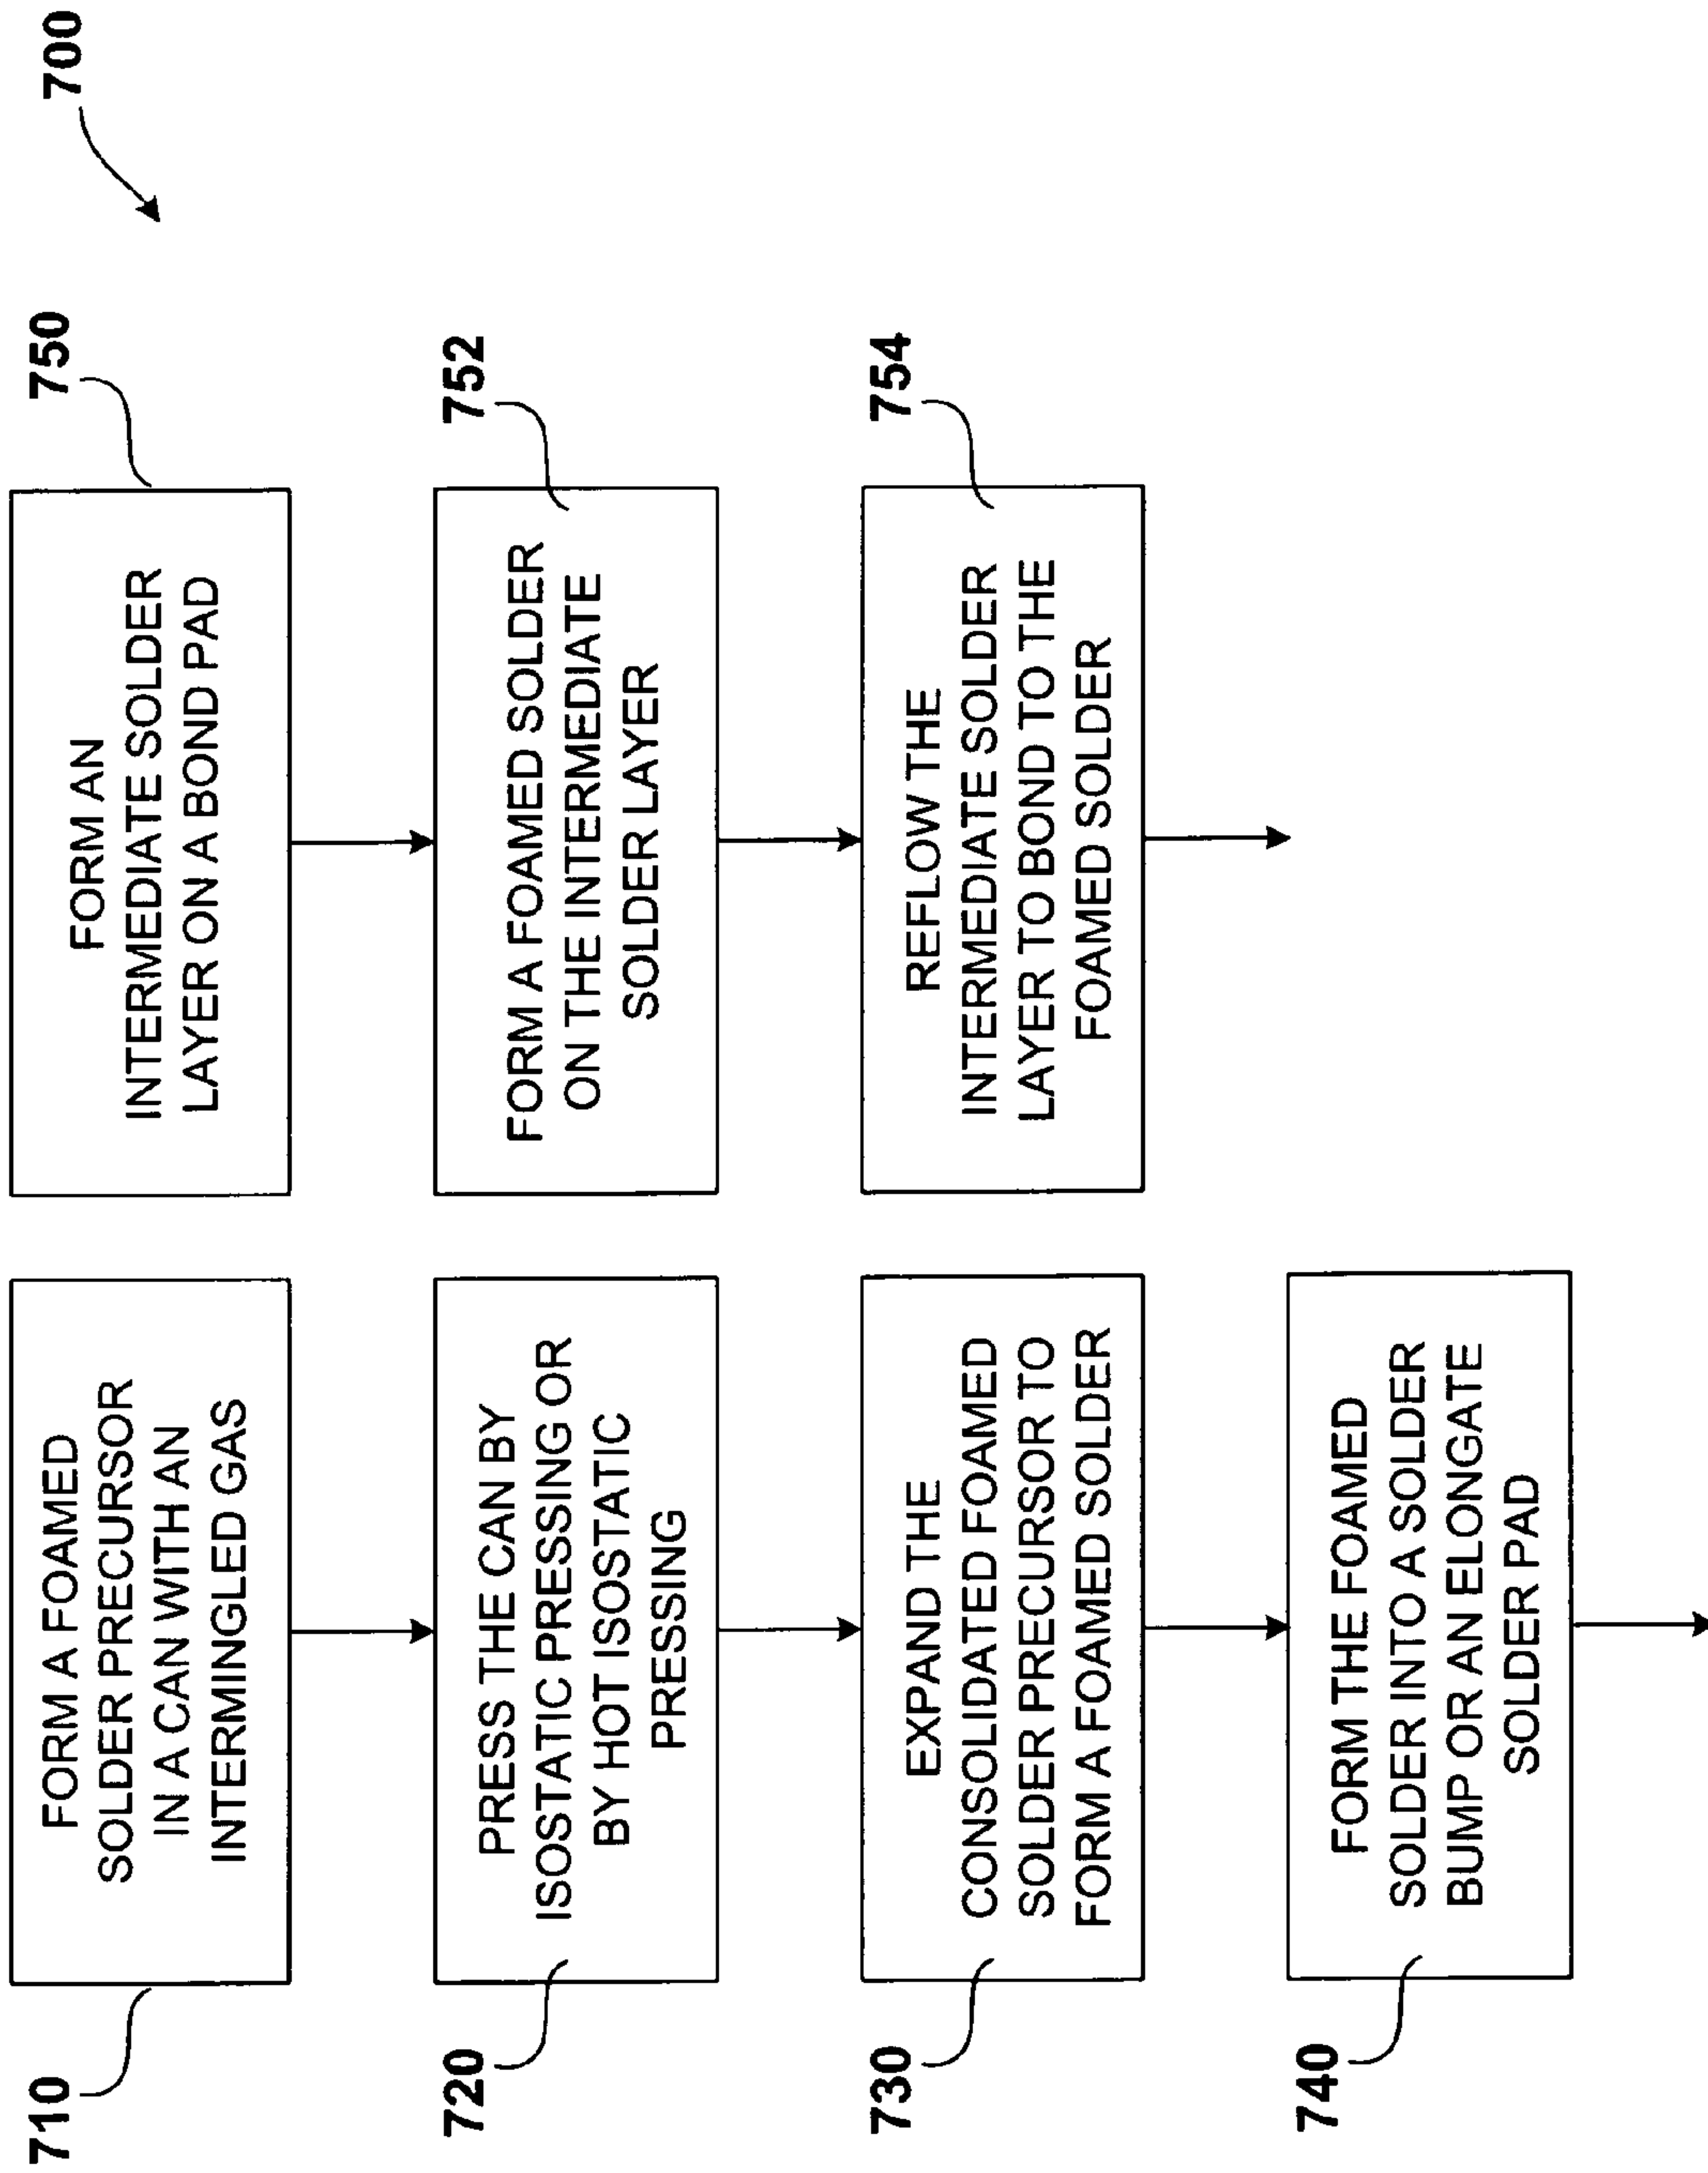 700
710
FORM A FOAMED
SOLDER PRECURSOR
IN A CAN WITH AN
INTERMINGLED GAS
720
PRESS THE CAN BY
ISOSTATIC PRESSING OR
BY HOT ISOSTATIC
PRESSING
730
EXPAND THE
CONSOLIDATED FOAMED
SOLDER PRECURSOR TO
FORM A FOAMED SOLDER
740
FORM THE FOAMED
SOLDER INTO A SOLDER
BUMP OR AN ELONGATE
SOLDER PAD
750
FORM AN
INTERMEDIATE SOLDER
LAYER ON A BOND PAD
752
FORM A FOAMED SOLDER
ON THE INTERMEDIATE
SOLDER LAYER
754
REFLOW THE
INTERMEDIATE SOLDER
LAYER TO BOND TO THE
FOAMED SOLDER